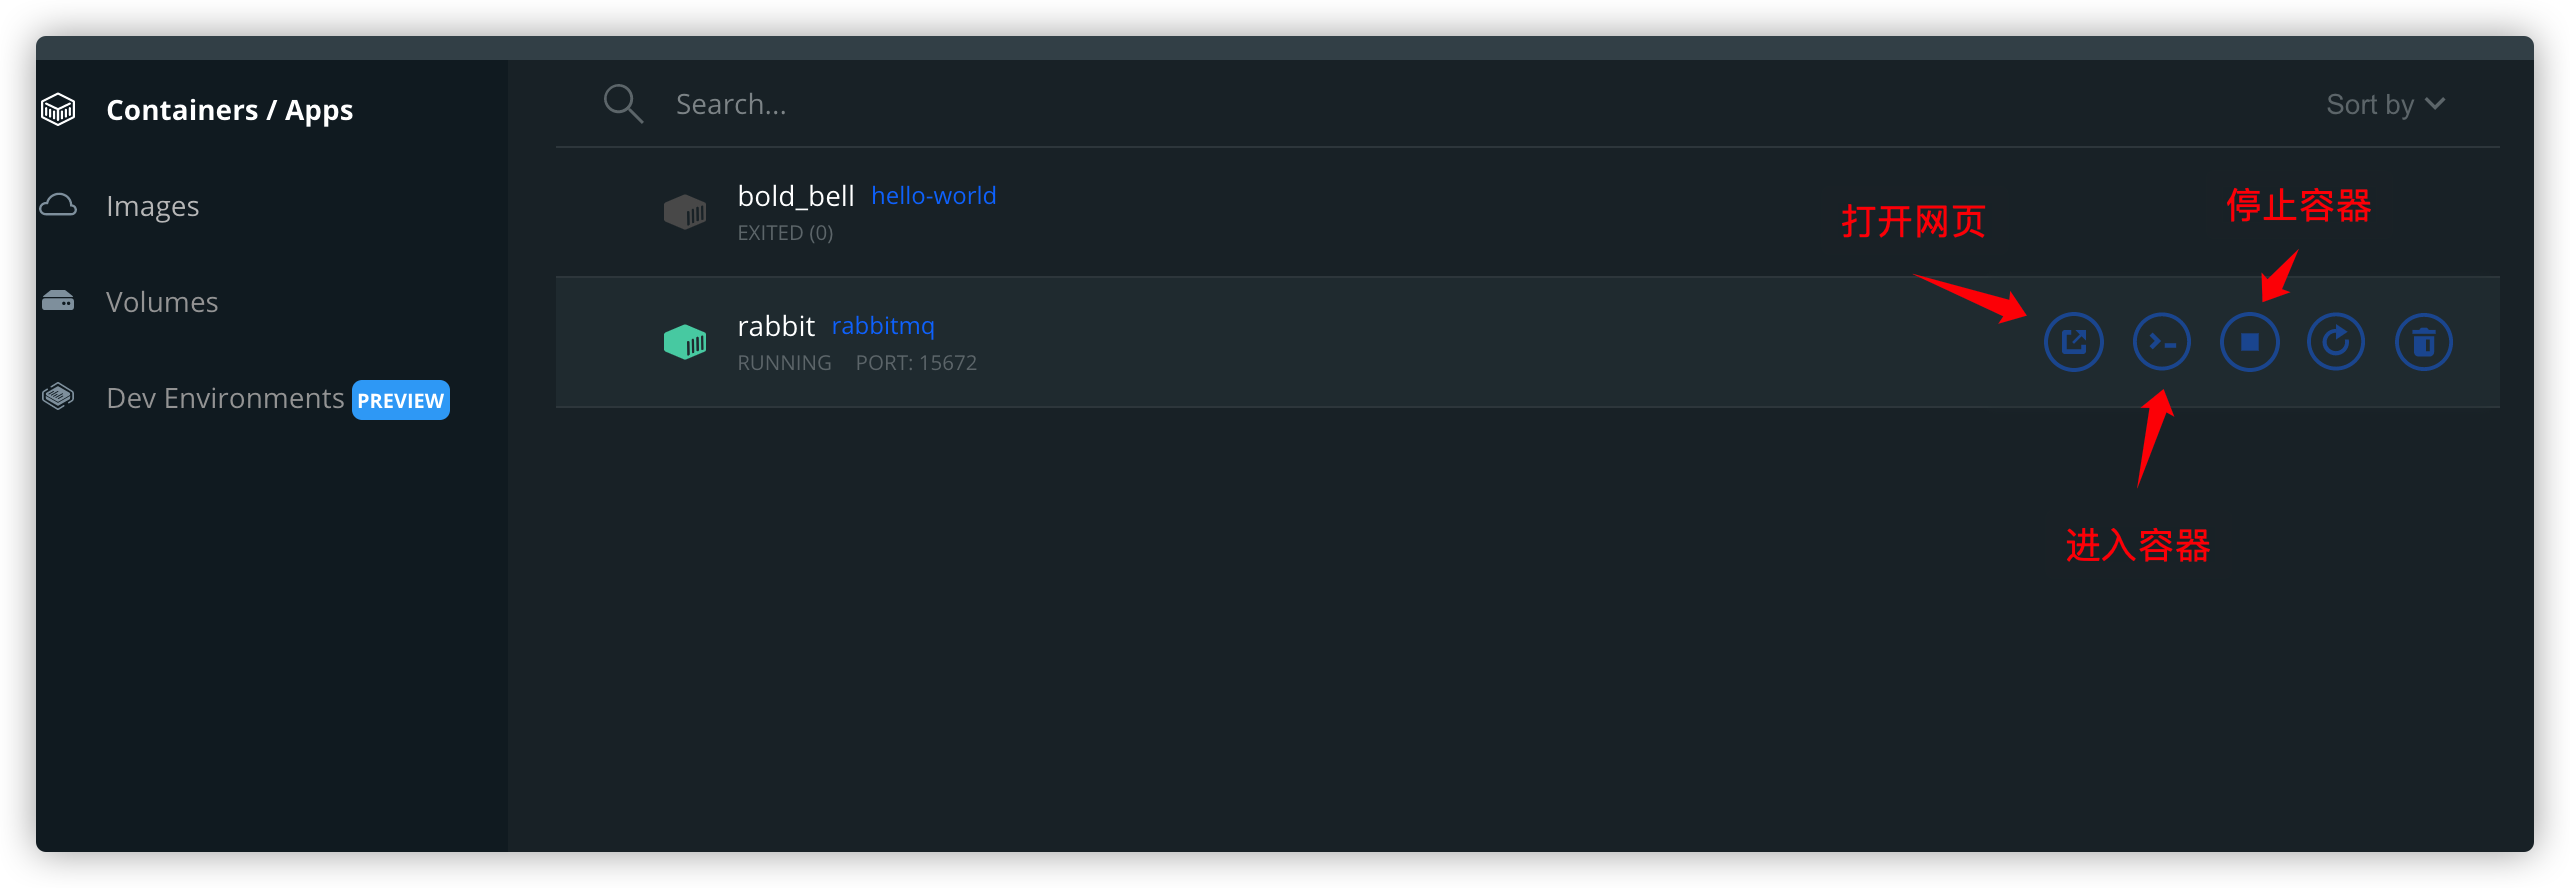 Containers / Apps
Images
Volumes
Dev Environments PREVIEW
Search...
Sort by
bold_bell hello-world
EXITED (0)
rabbit rabbitmq
RUNNING PORT: 15672
打开网页
停止容器
进入容器